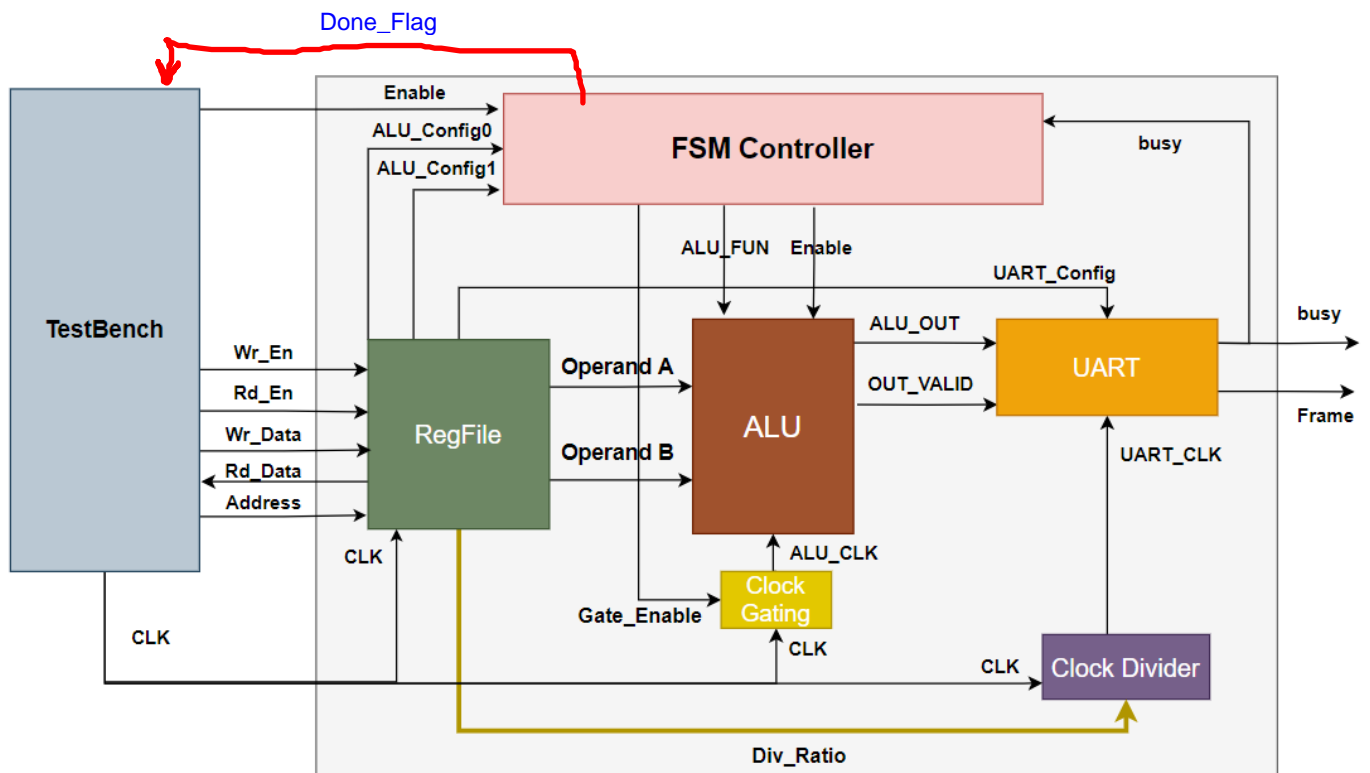 Done_Flag
Enable
ALU_Config0
FSM Controller
busy
ALU_Config1
ALU_FUN
Enable
UART_Config
TestBench
ALU_OUT
busy
Wr_En
Operand A
UART
Rd_En
OUT_VALID
ALU
Frame
Wr_Data
RegFile
Operand B
UART_CLK
Rd_Data
Address
CLK
ALU_CLK
Clock
Gating
Gate_Enable
CLK
CLK
CLK
Clock Divider
Div_Ratio